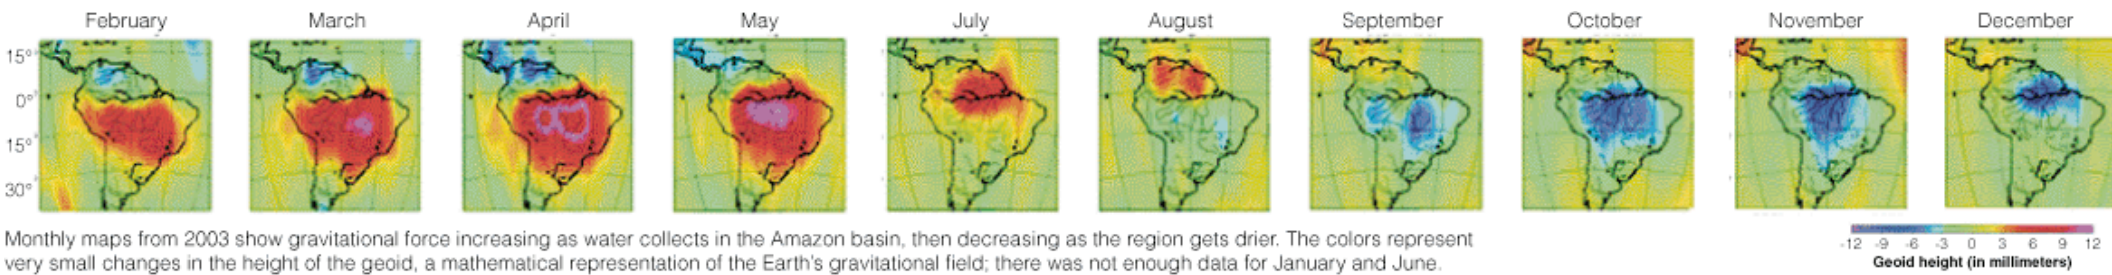 February March April May July August September October November December
15°
0°
15°
30°
Monthly maps from 2003 show gravitational force increasing as water collects in the Amazon basin, then decreasing as the region gets drier. The colors represent
very small changes in the height of the geoid, a mathematical representation of the Earth's gravitational field; there was not enough data for January and June.
-12 -9 -6 -3 0 3 6 9 12
Geoid height (in millimeters)